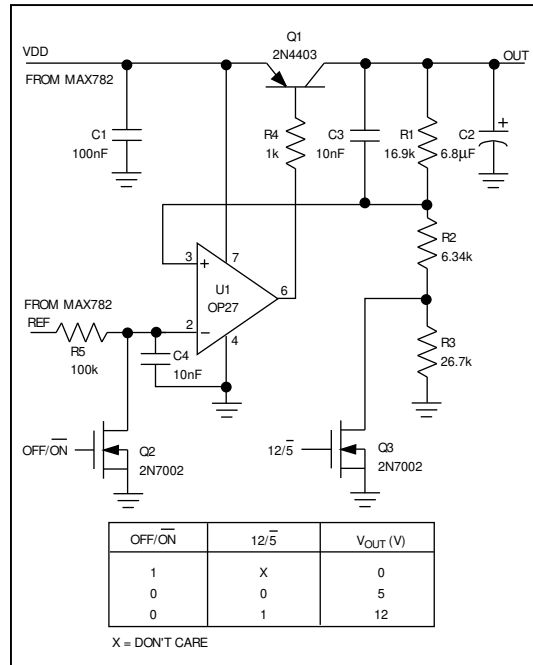 Q1
2N4403
VDD
OUT
FROM MAX782
C1
100nF
R4
1k
C3
10nF
R1
16.9k
C2
6.8μF
+
R2
6.34k
3
+
7
U1
OP27
6
FROM MAX782
REF
2
−
4
R5
100k
C4
10nF
R3
26.7k
OFF/O̅N̅
Q2
2N7002
12/5̅
Q3
2N7002
OFF/O̅N̅ 12/5̅ VOUT (V)
1 X 0
0 0 5
0 1 12
X = DON'T CARE